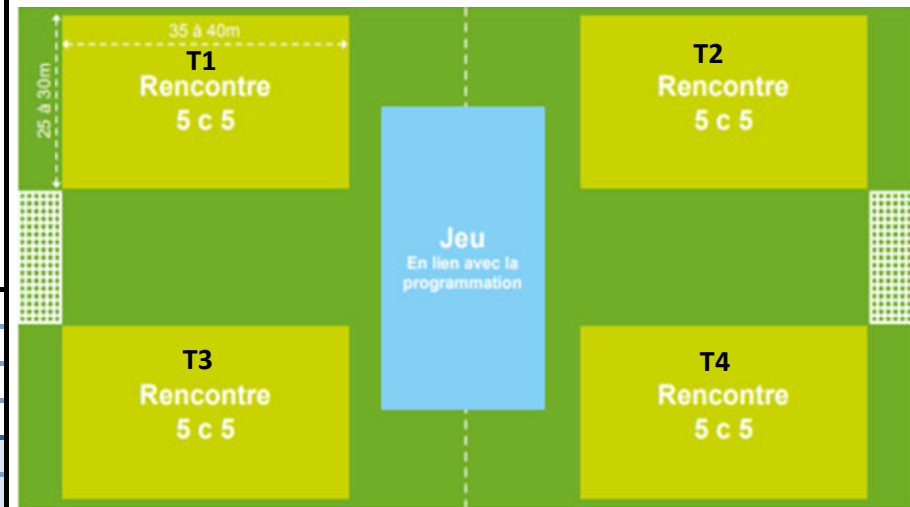 35 à 40m
25 à 30m
T1
Rencontre
5 c 5
T2
Rencontre
5 c 5
Jeu
En lien avec la
programmation
T3
Rencontre
5 c 5
T4
Rencontre
5 c 5